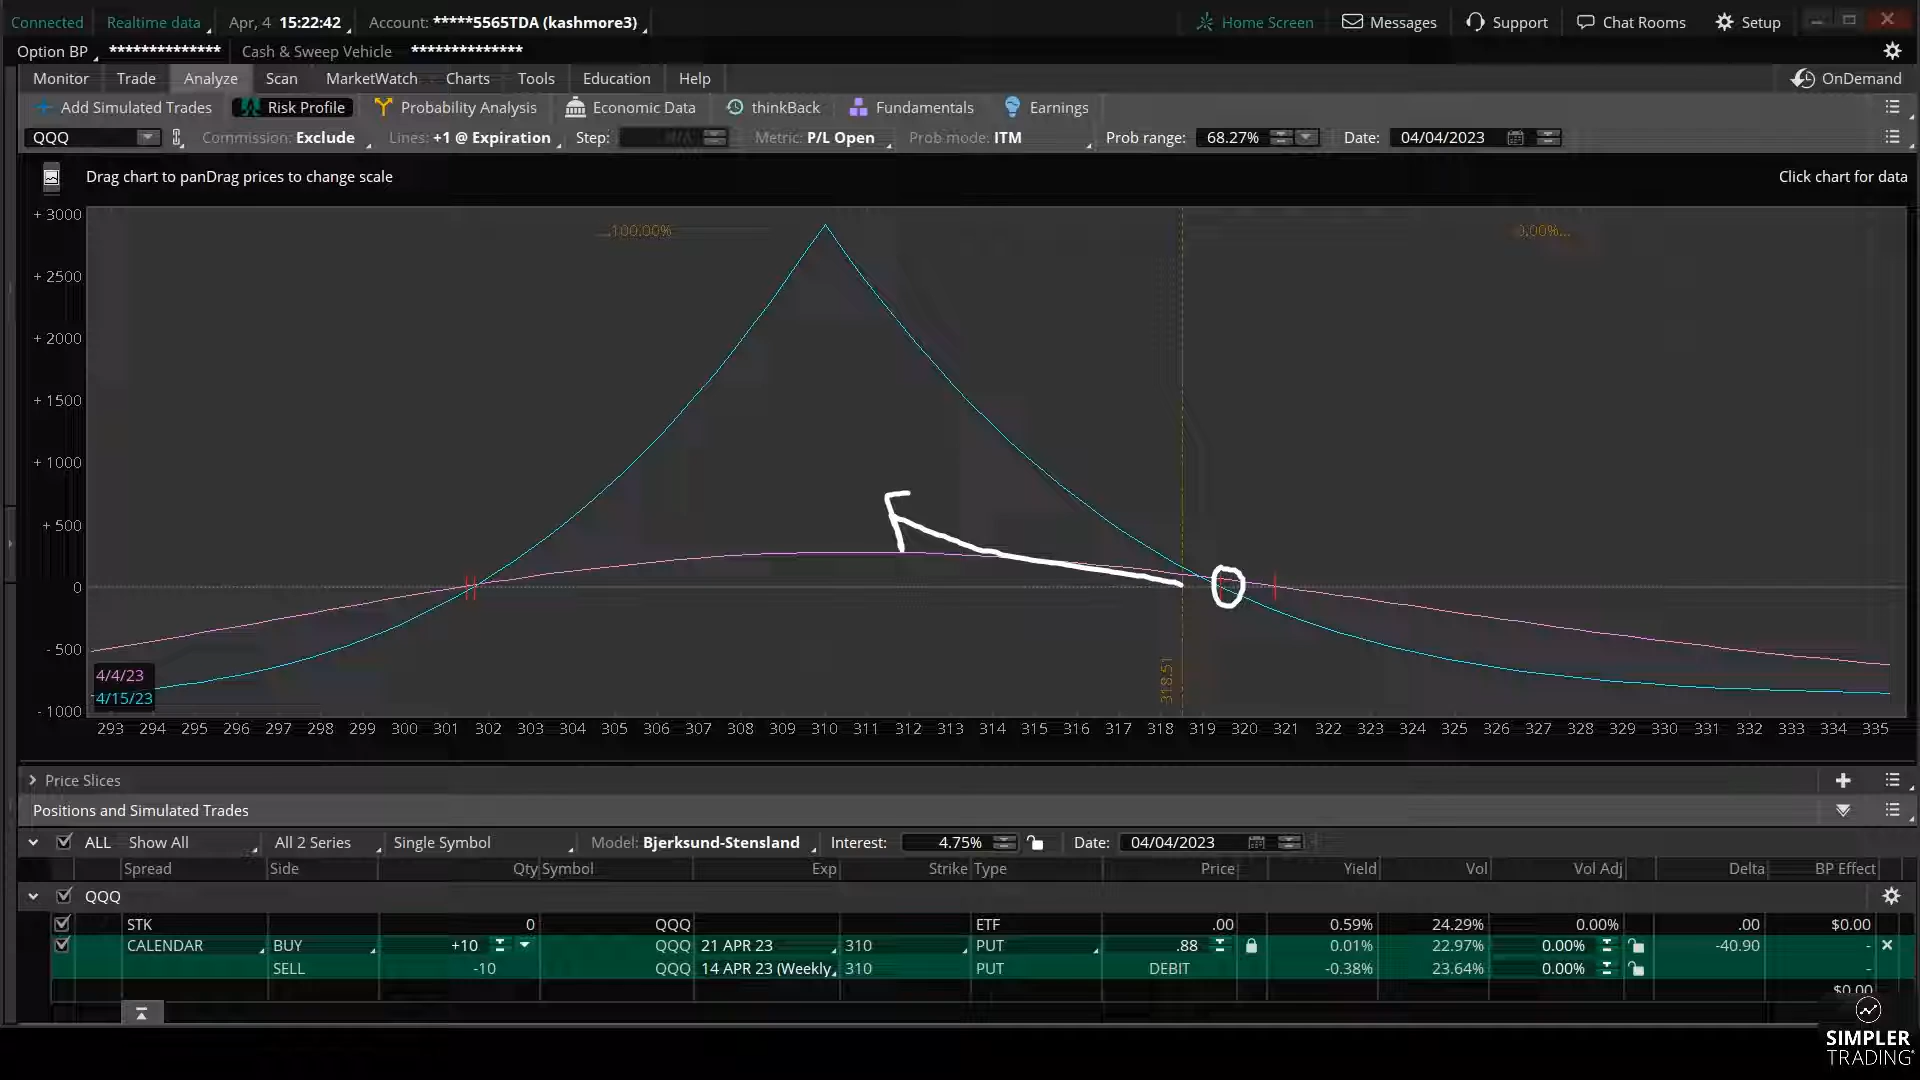 Connected Realtime data Apr, 4 15:22:42 Account: *****5565TDA (kashmore3) Home Screen Messages Support Chat Rooms Setup
Option BP ************** Cash & Sweep Vehicle **************
Monitor Trade Analyze Scan MarketWatch Charts Tools Education Help OnDemand
Add Simulated Trades Risk Profile Probability Analysis Economic Data thinkBack Fundamentals Earnings
QQQ Commission: Exclude Lines: +1 @ Expiration Step: N/A Metric: P/L Open Prob mode: ITM Prob range: 68.27% Date: 04/04/2023
Drag chart to panDrag prices to change scale Click chart for data
+ 3000
100.00% 0.00%...
+ 2500
+ 2000
+ 1500
+ 1000
+ 500
0
- 500
318.51
4/4/23
4/15/23
- 1000
293 294 295 296 297 298 299 300 301 302 303 304 305 306 307 308 309 310 311 312 313 314 315 316 317 318 319 320 321 322 323 324 325 326 327 328 329 330 331 332 333 334 335
Price Slices
Positions and Simulated Trades
ALL Show All All 2 Series Single Symbol Model: Bjerksund-Stensland Interest: 4.75% Date: 04/04/2023
Spread Side Qty Symbol Exp Strike Type Price Yield Vol Vol Adj Delta BP Effect
QQQ
STK 0 QQQ ETF .00 0.59% 24.29% 0.00% .00 $0.00
CALENDAR BUY +10 QQQ 21 APR 23 310 PUT .88 0.01% 22.97% 0.00% -40.90 -
SELL -10 QQQ 14 APR 23 (Weekly 310 PUT DEBIT -0.38% 23.64% 0.00% -
$0.00
SIMPLER
TRADING